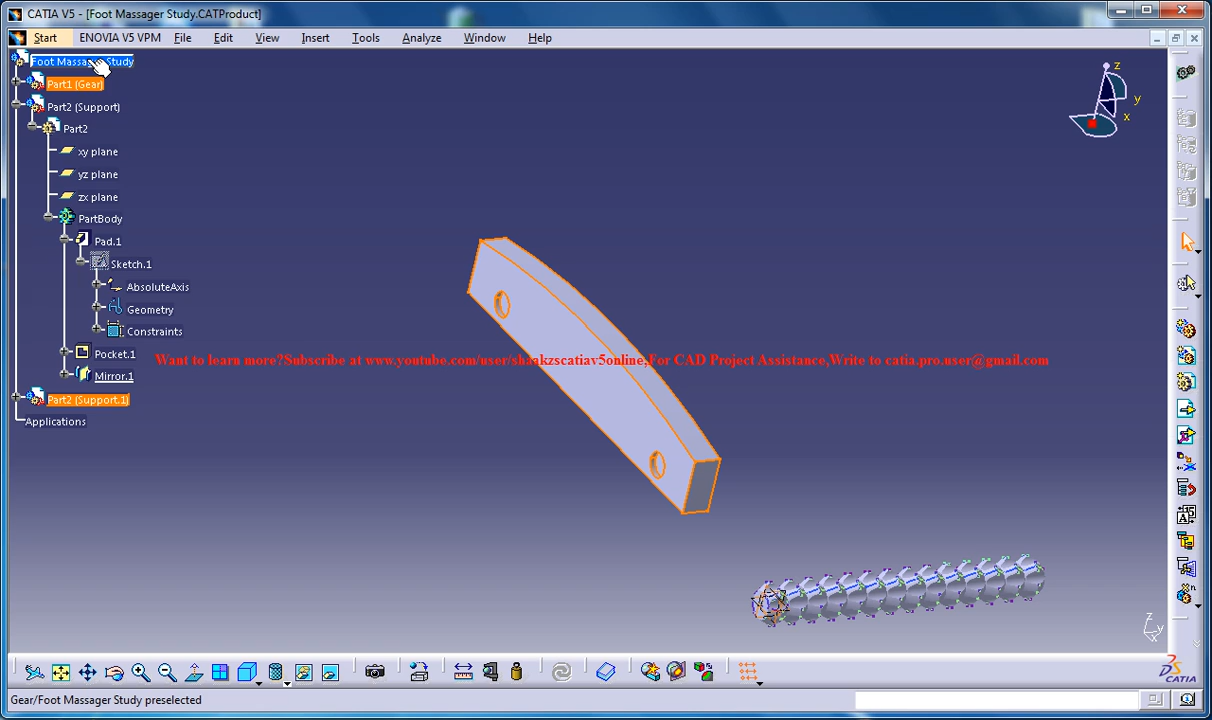 CATIA V5 - [Foot Massager Study.CATProduct]
Start ENOVIA V5 VPM File Edit View Insert Tools Analyze Window Help
Foot Massager Study
Part1 (Gear)
Part2 (Support)
Part2
xy plane
yz plane
zx plane
PartBody
Pad.1
Sketch.1
AbsoluteAxis
Geometry
Constraints
Pocket.1
Mirror.1
Part2 (Support.1)
Applications
z
y
x
Want to learn more?Subscribe at www.youtube.com/user/shaakzscatiav5online,For CAD Project Assistance,Write to catia.pro.user@gmail.com
z
y
CATIA
Gear/Foot Massager Study preselected